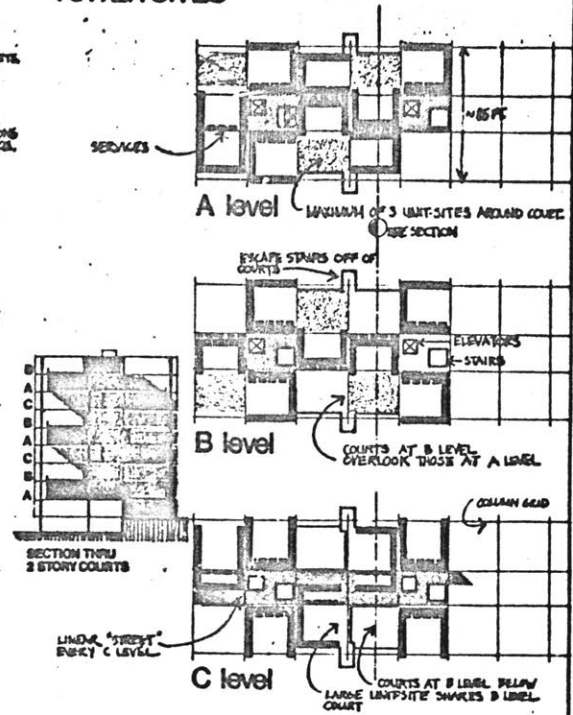 SERVICES
~85 FT
A level
MAXIMUM OF 3 UNIT-SITES AROUND COURT
SEE SECTION
ESCAPE STAIRS OFF OF
COURTS
ELEVATORS
STAIRS
B level
COURTS AT B LEVEL
OVERLOOK THOSE AT A LEVEL
B
A
C
B
A
C
B
A
SECTION THRU
2 STORY COURTS
COLUMN GRID
LINEAR "STREET"
EVERY C LEVEL
C level
LARGE UNIT-SITE SHARES B LEVEL
COURT
COURTS AT B LEVEL BELOW